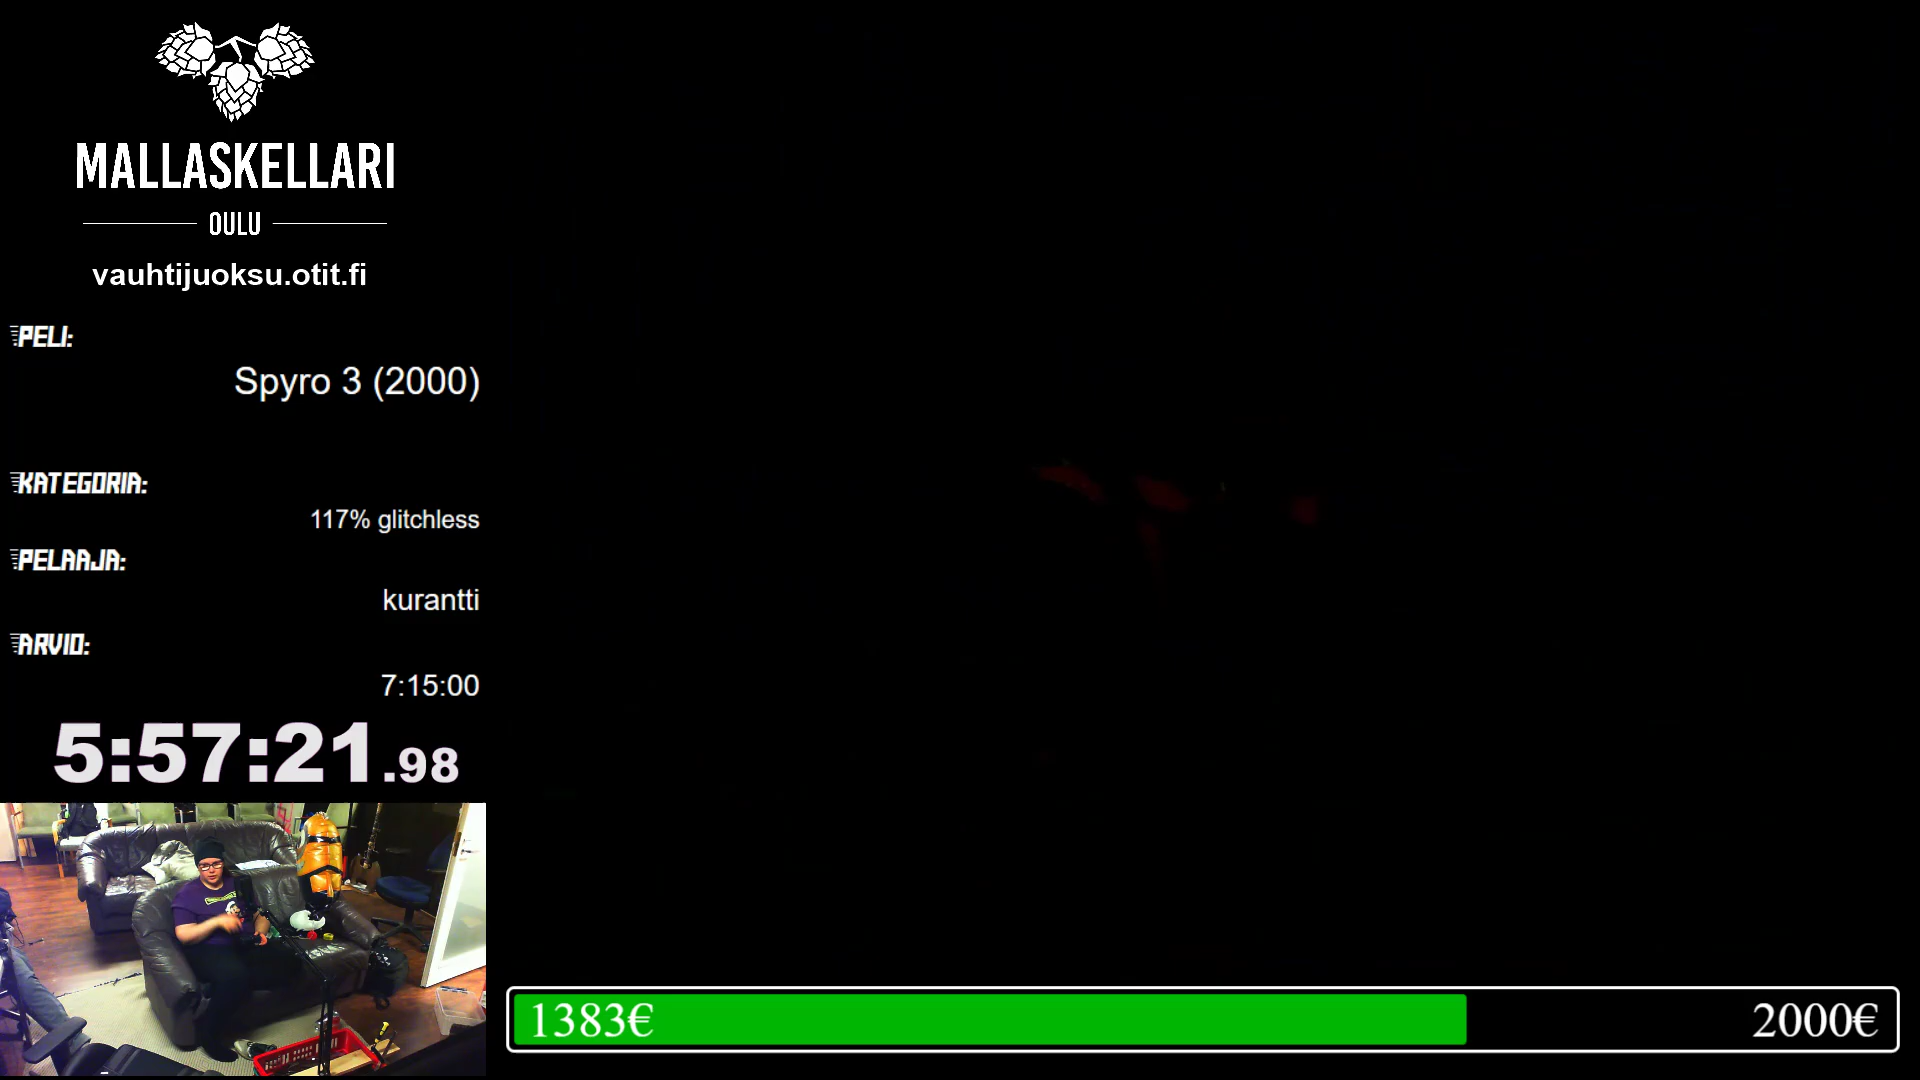 MALLASKELLARI
OULU
vauhtijuoksu.otit.fi
PELI:
Spyro 3 (2000)
KATEGORIA:
117% glitchless
PELAAJA:
kurantti
ARVIO:
7:15:00
5:57:21.98
1383€
2000€